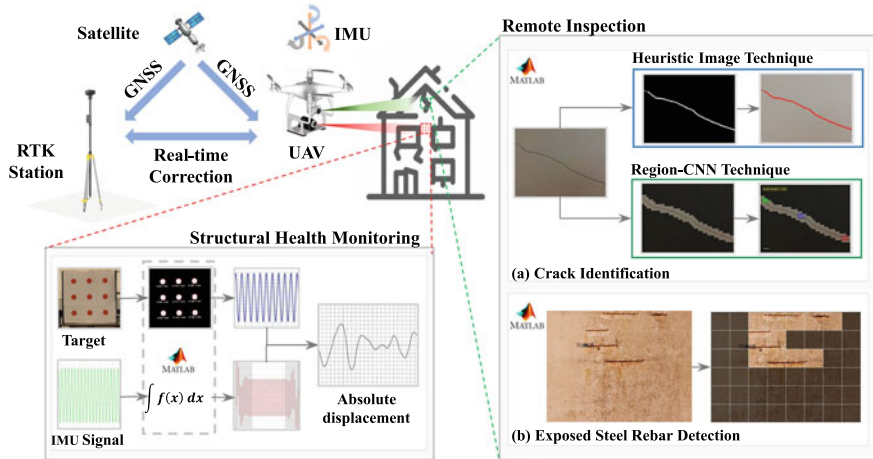 Satellite
IMU
GNSS
GNSS
RTK
Station
Real-time
Correction
UAV
Remote Inspection
MATLAB
Heuristic Image Technique
Region-CNN Technique
(a) Crack Identification
MATLAB
(b) Exposed Steel Rebar Detection
Structural Health Monitoring
Target
MATLAB
∫ f(x) dx
IMU Signal
Absolute
displacement